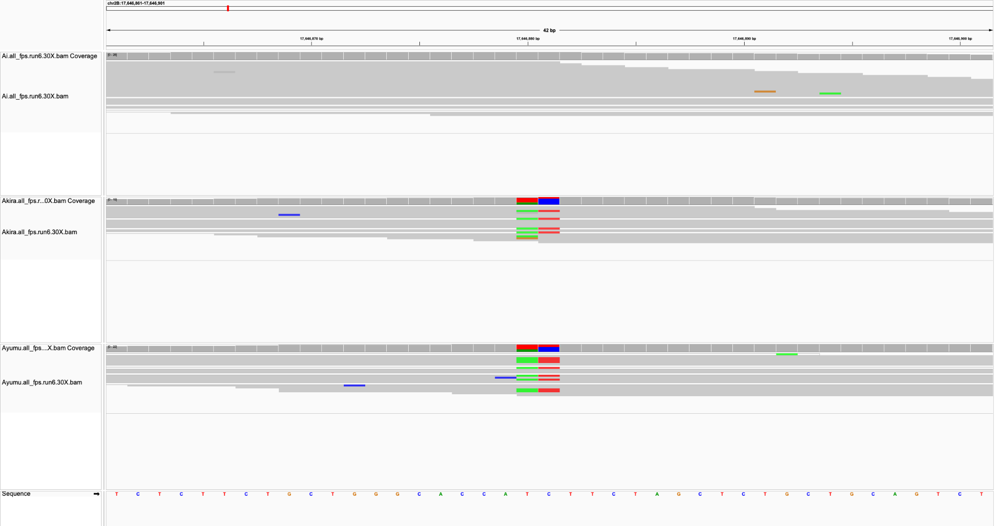 chr2B:17,646,861-17,646,901
42 bp
17,646,870 bp 17,646,880 bp 17,646,890 bp 17,646,900 bp
Ai.all_fps.run6.30X.bam Coverage
[0 - 28]
Ai.all_fps.run6.30X.bam
Akira.all_fps.r...0X.bam Coverage
[0 - 19]
Akira.all_fps.run6.30X.bam
Ayumu.all_fps....X.bam Coverage
[0 - 22]
Ayumu.all_fps.run6.30X.bam
Sequence T C T C T T C T G C T G G G C A C C A T C T T C T A G C T C T G C T G C A G T C T